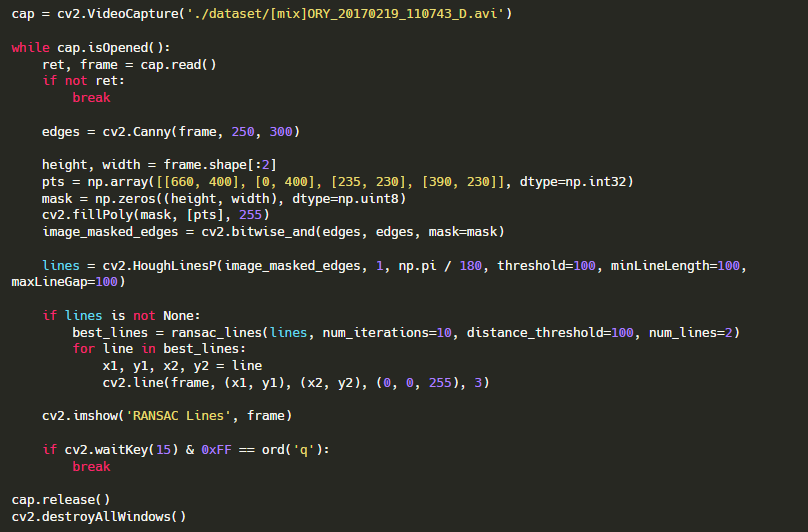 cap = cv2.VideoCapture('./dataset/[mix]ORY_20170219_110743_D.avi')
while cap.isOpened():
    ret, frame = cap.read()
    if not ret:
        break
    edges = cv2.Canny(frame, 250, 300)
    height, width = frame.shape[:2]
    pts = np.array([[660, 400], [0, 400], [235, 230], [390, 230]], dtype=np.int32)
    mask = np.zeros((height, width), dtype=np.uint8)
    cv2.fillPoly(mask, [pts], 255)
    image_masked_edges = cv2.bitwise_and(edges, edges, mask=mask)
    lines = cv2.HoughLinesP(image_masked_edges, 1, np.pi / 180, threshold=100, minLineLength=100,
maxLineGap=100)
    if lines is not None:
        best_lines = ransac_lines(lines, num_iterations=10, distance_threshold=100, num_lines=2)
        for line in best_lines:
            x1, y1, x2, y2 = line
            cv2.line(frame, (x1, y1), (x2, y2), (0, 0, 255), 3)
    cv2.imshow('RANSAC Lines', frame)
    if cv2.waitKey(15) & 0xFF == ord('q'):
        break
cap.release()
cv2.destroyAllWindows()